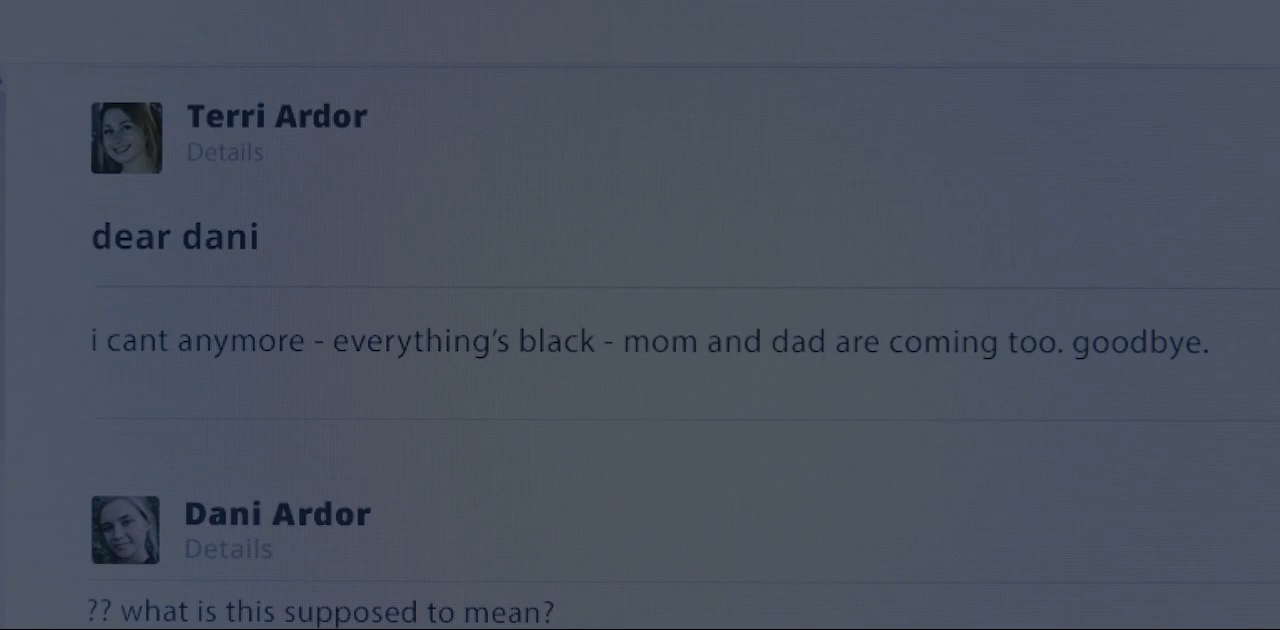 Terri Ardor
Details
dear dani
i cant anymore - everything's black - mom and dad are coming too. goodbye.
Dani Ardor
Details
?? what is this supposed to mean?